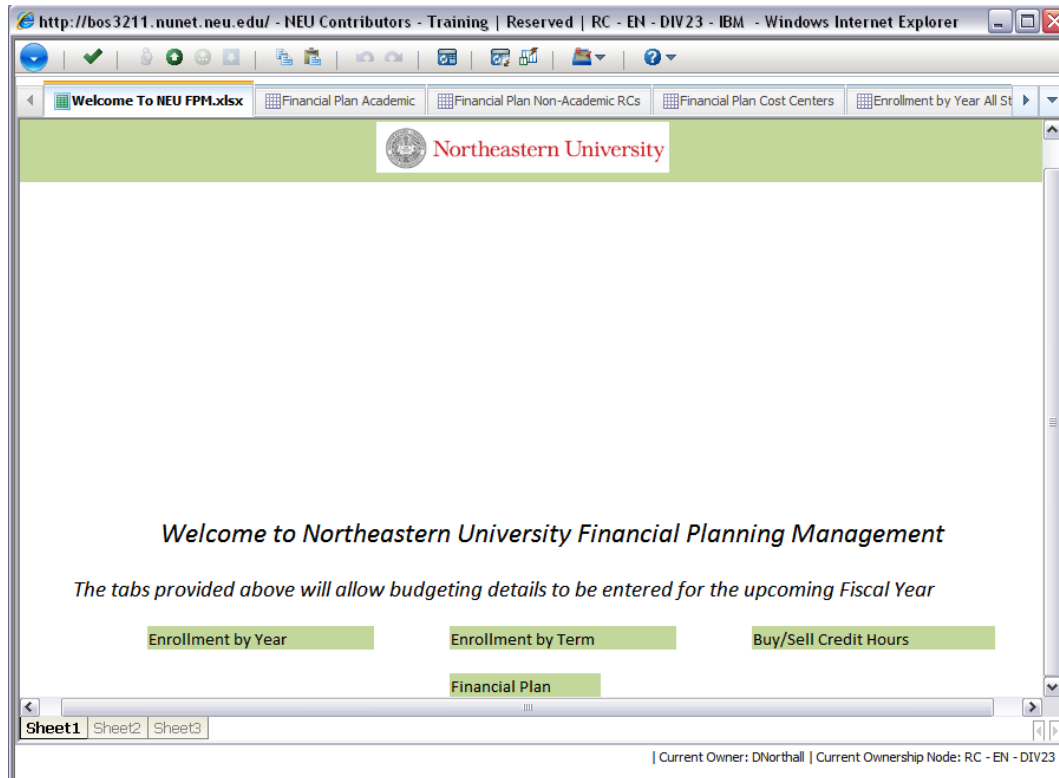 http://bos3211.nunet.neu.edu/ - NEU Contributors - Training | Reserved | RC - EN - DIV23 - IBM - Windows Internet Explorer
Welcome To NEU FPM.xlsx Financial Plan Academic Financial Plan Non-Academic RCs Financial Plan Cost Centers Enrollment by Year All St
Northeastern University
Welcome to Northeastern University Financial Planning Management
The tabs provided above will allow budgeting details to be entered for the upcoming Fiscal Year
Enrollment by Year Enrollment by Term Buy/Sell Credit Hours
Financial Plan
Sheet1 Sheet2 Sheet3
| Current Owner: DNorthall | Current Ownership Node: RC - EN - DIV23